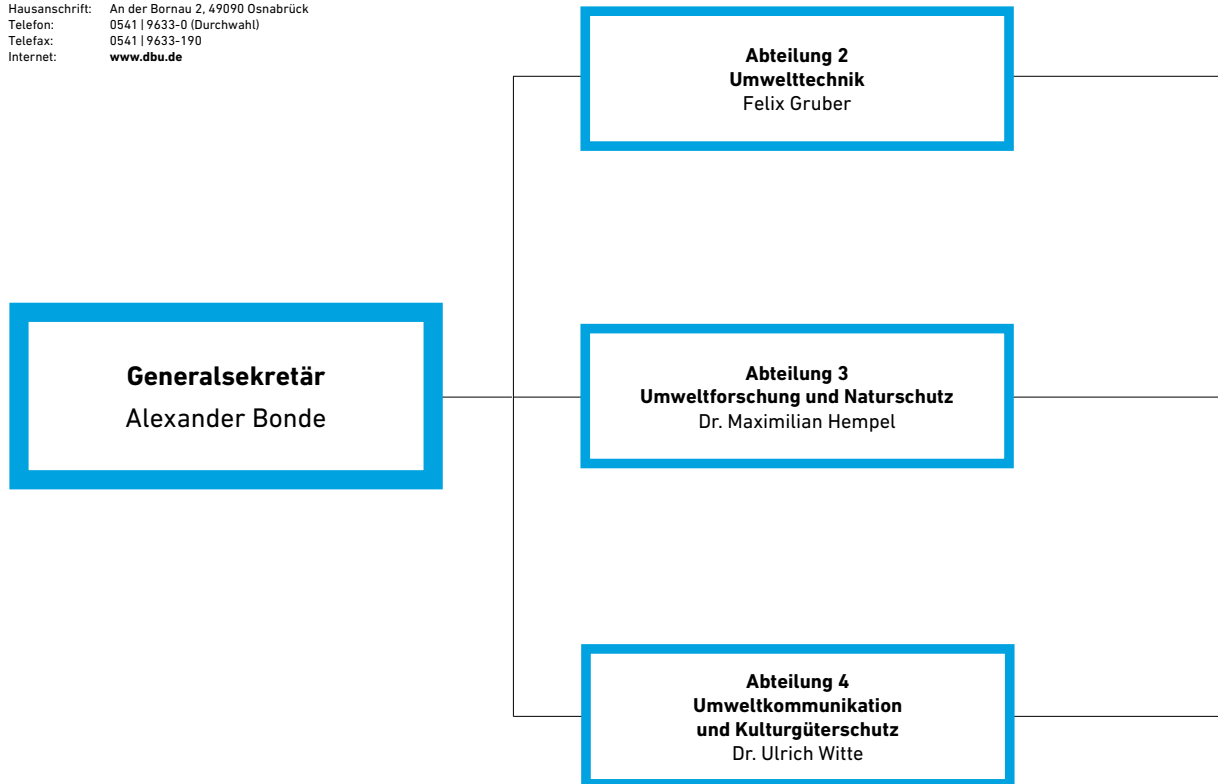 Hausanschrift: An der Bornau 2, 49090 Osnabrück
Telefon: 0541 | 9633-0 (Durchwahl)
Telefax: 0541 | 9633-190
Internet: www.dbu.de
Abteilung 2
Umwelttechnik
Felix Gruber
Generalsekretär
Alexander Bonde
Abteilung 3
Umweltforschung und Naturschutz
Dr. Maximilian Hempel
Abteilung 4
Umweltkommunikation
und Kulturgüterschutz
Dr. Ulrich Witte